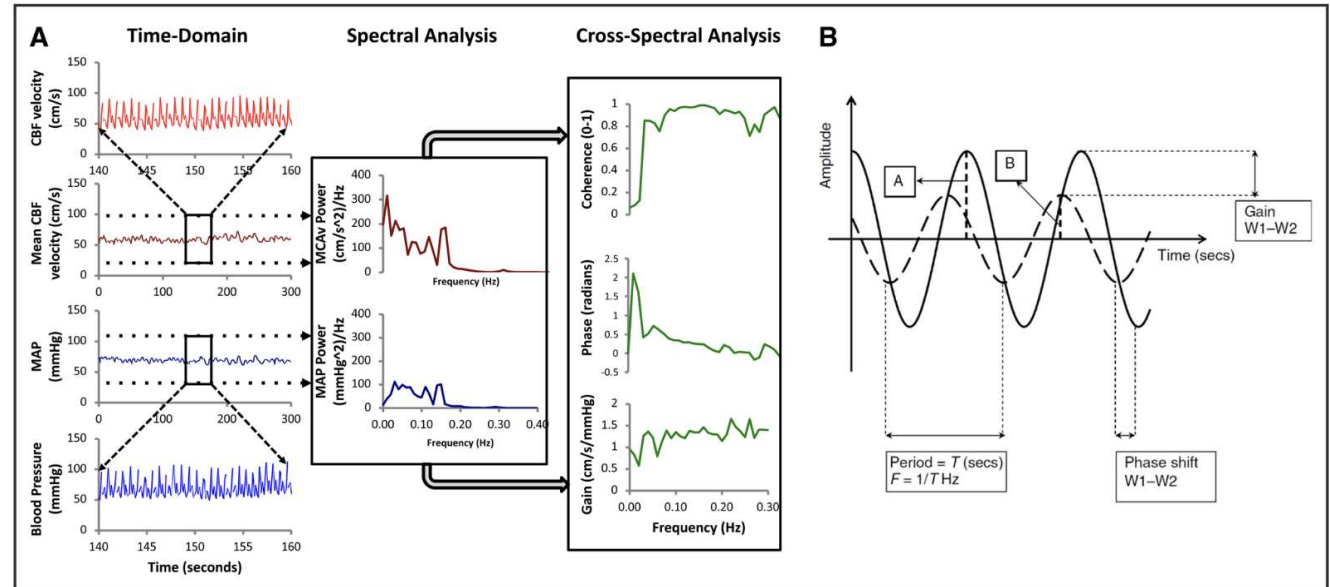 A
Time-Domain
Spectral Analysis
Cross-Spectral Analysis
B
CBF velocity
(cm/s)
150
100
50
0
140 145 150 155 160
Mean CBF
velocity (cm/s)
150
100
50
0
0 100 200 300
MAP
(mmHg)
150
100
50
0
0 100 200 300
Blood Pressure
(mmHg)
150
100
50
0
140 145 150 155 160
Time (seconds)
MCAv Power
(cm/s^2)/Hz
400
300
200
100
0
Frequency (Hz)
MAP Power
(mmHg^2)/Hz
400
300
200
100
0
0.00 0.10 0.20 0.30 0.40
Frequency (Hz)
Coherence (0-1)
1
0.8
0.6
0.4
0.2
0
Phase (radians)
2.5
2
1.5
1
0.5
0
-0.5
Gain (cm/s/mmHg)
2
1.5
1
0.5
0
0.00 0.10 0.20 0.30
Frequency (Hz)
Amplitude
A
B
Gain
W1–W2
Time (secs)
Period = T (secs)
F = 1/T Hz
Phase shift
W1–W2